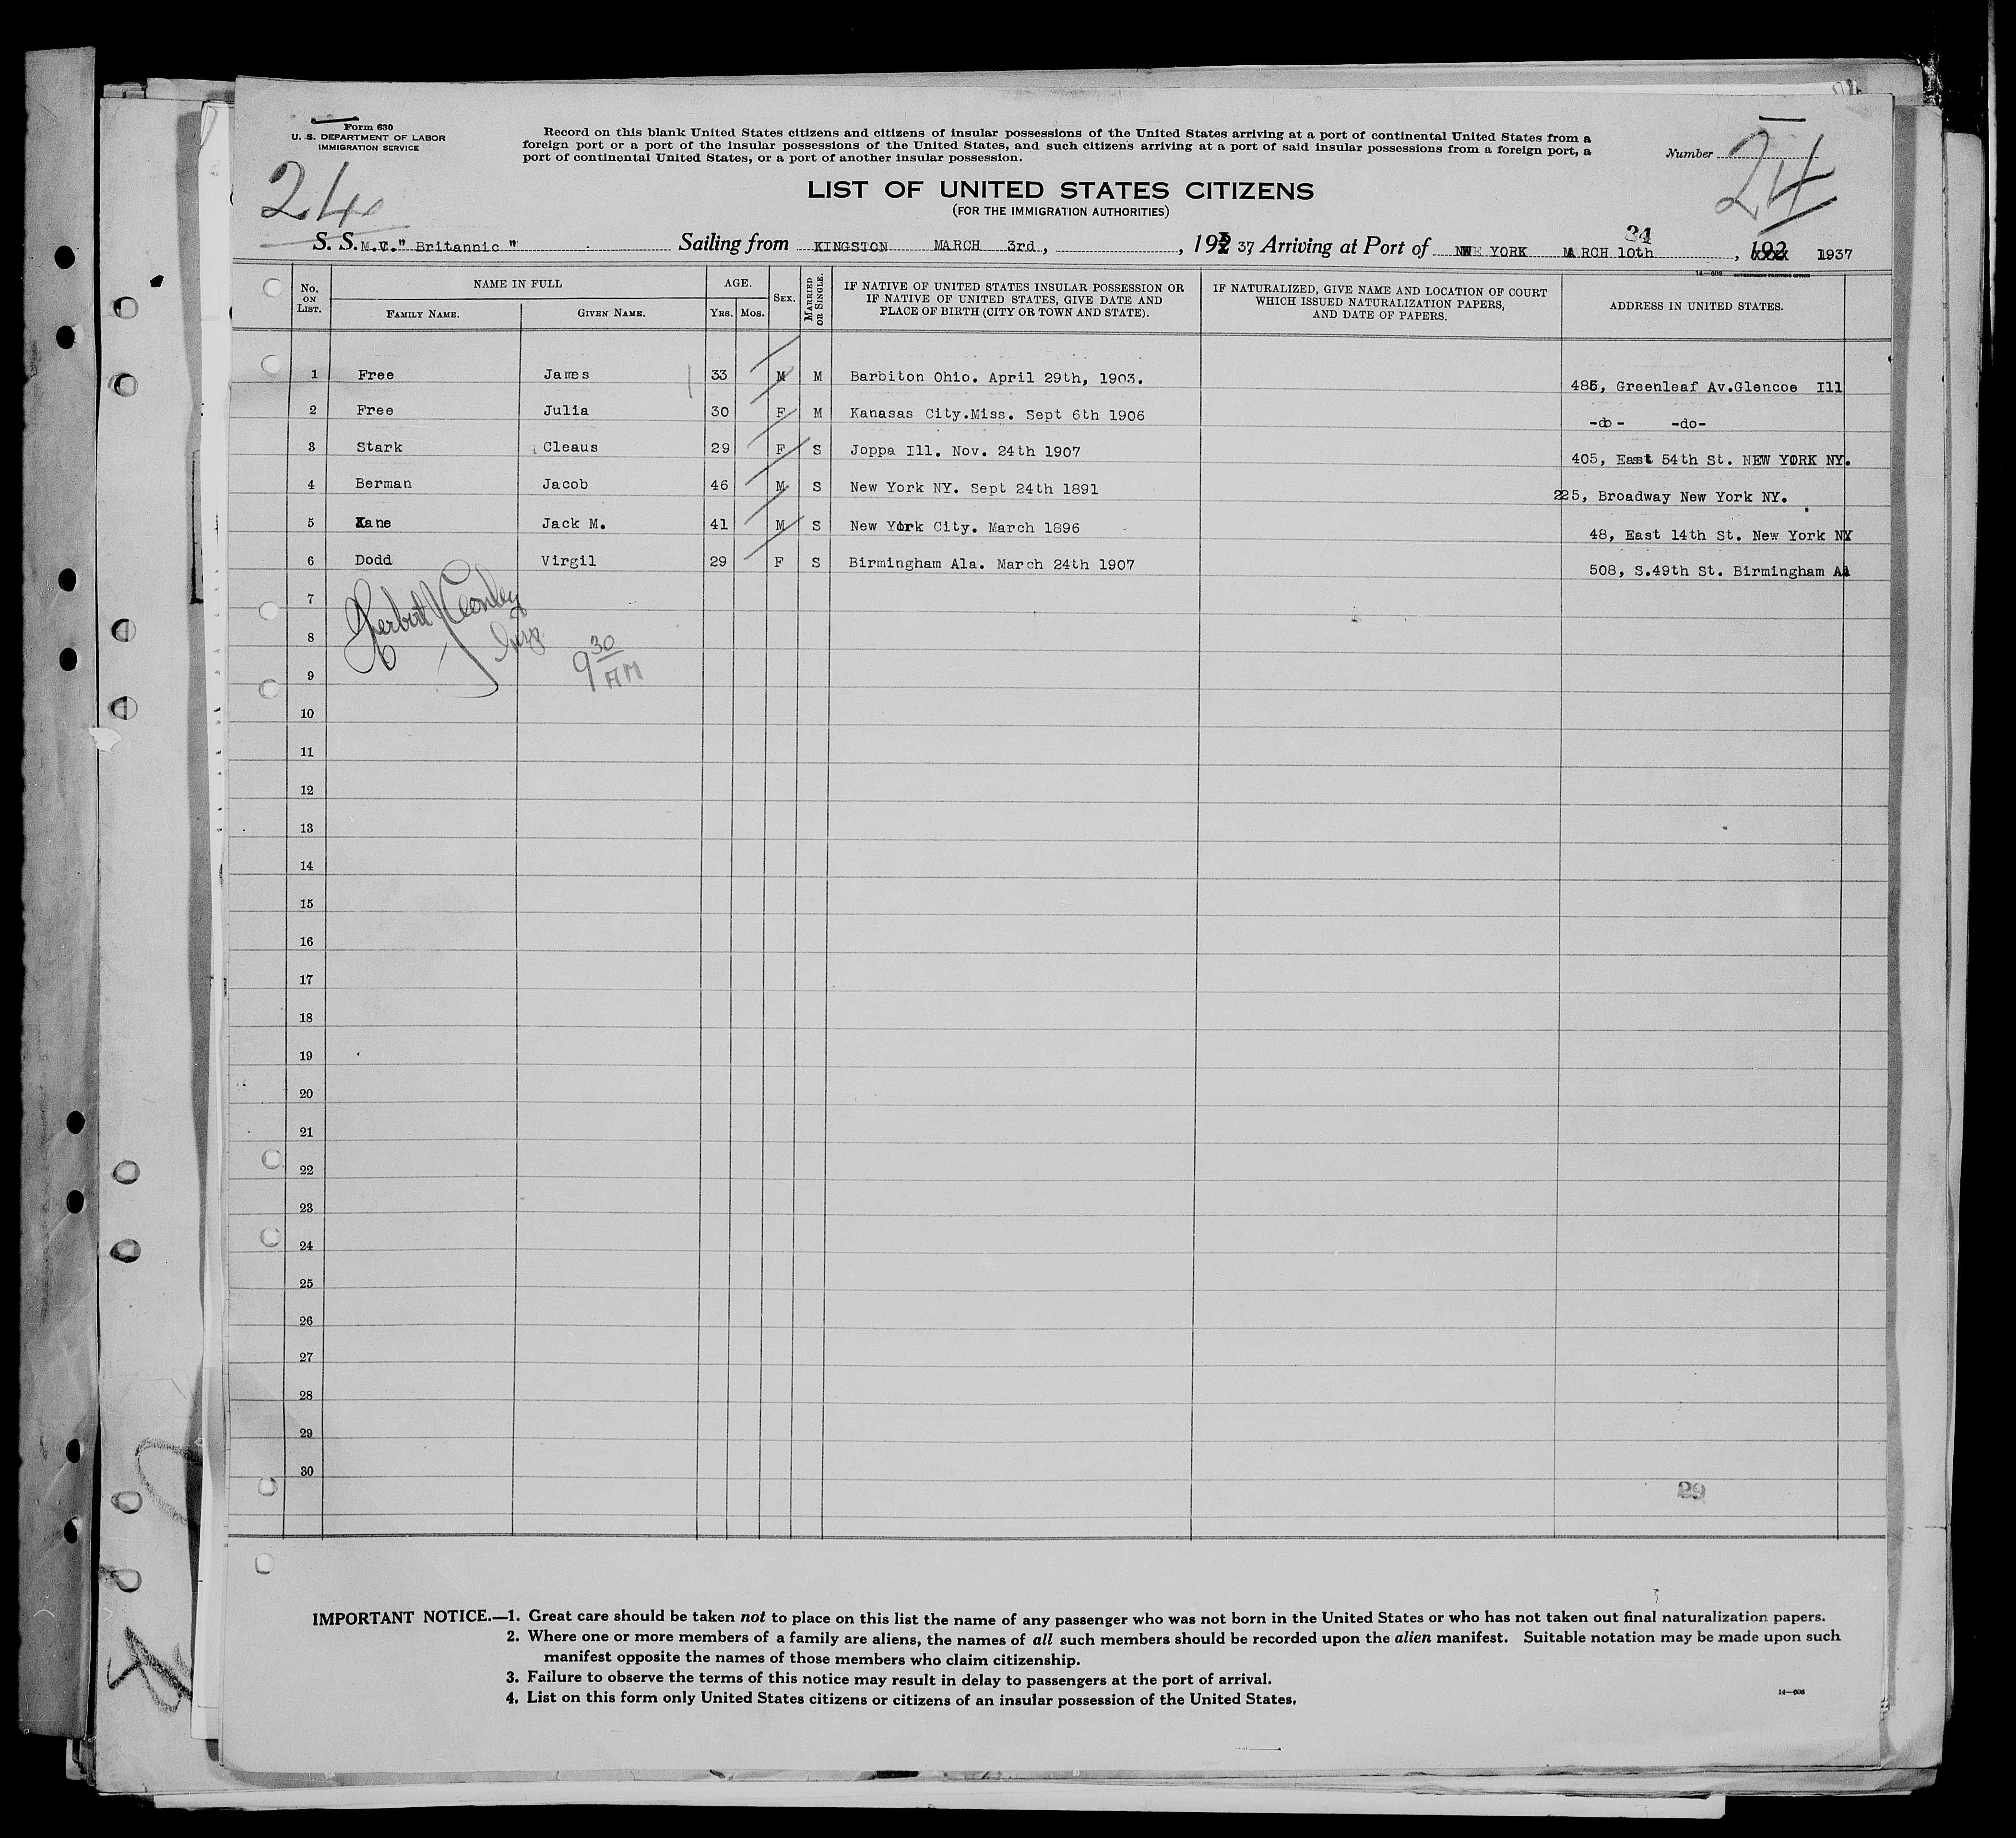 Form 630
U. S. DEPARTMENT OF LABOR
IMMIGRATION SERVICE
Record on this blank United States citizens and citizens of insular possessions of the United States arriving at a port of continental United States from a
foreign port or a port of the insular possessions of the United States, and such citizens arriving at a port of said insular possessions from a foreign port, a
port of continental United States, or a port of another insular possession.
Number 24
24
LIST OF UNITED STATES CITIZENS
(FOR THE IMMIGRATION AUTHORITIES)
S. S. M.V." Britannic " Sailing from KINGSTON MARCH 3rd, , 192 37, Arriving at Port of NEW YORK MARCH 10th , 192 1937
14—508 GOVERNMENT PRINTING OFFICE
No. ON LIST. NAME IN FULL AGE. SEX. MARRIED OR SINGLE. IF NATIVE OF UNITED STATES INSULAR POSSESSION OR IF NATIVE OF UNITED STATES, GIVE DATE AND PLACE OF BIRTH (CITY OR TOWN AND STATE). IF NATURALIZED, GIVE NAME AND LOCATION OF COURT WHICH ISSUED NATURALIZATION PAPERS, AND DATE OF PAPERS. ADDRESS IN UNITED STATES.
FAMILY NAME. GIVEN NAME. YRS. MOS.
1 Free James 33 M M Barbiton Ohio. April 29th, 1903. 485, Greenleaf Av.Glencoe Ill
2 Free Julia 30 F M Kanasas City.Miss. Sept 6th 1906 -do- -do-
3 Stark Cleaus 29 F S Joppa Ill. Nov. 24th 1907 405, East 54th St. NEW YORK NY.
4 Berman Jacob 46 M S New York NY. Sept 24th 1891 225, Broadway New York NY.
5 Kane Jack M. 41 M S New York City. March 1896 48, East 14th St. New York NY
6 Dodd Virgil 29 F S Birmingham Ala. March 24th 1907 508, S.49th St. Birmingham Al
7
8 Herbert
9 9 30 AM
10
11
12
13
14
15
16
17
18
19
20
21
22
23
24
25
26
27
28
29
30
29
IMPORTANT NOTICE.—1. Great care should be taken not to place on this list the name of any passenger who was not born in the United States or who has not taken out final naturalization papers.
2. Where one or more members of a family are aliens, the names of all such members should be recorded upon the alien manifest. Suitable notation may be made upon such
manifest opposite the names of those members who claim citizenship.
3. Failure to observe the terms of this notice may result in delay to passengers at the port of arrival.
4. List on this form only United States citizens or citizens of an insular possession of the United States.
14—508